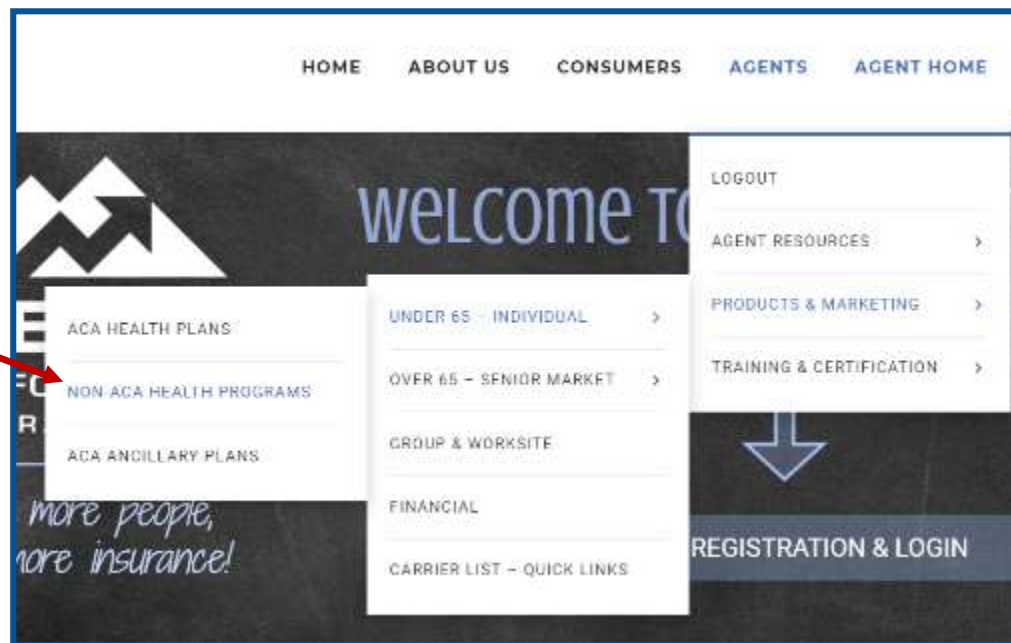 HOME ABOUT US CONSUMERS AGENTS AGENT HOME
WELCOME TO
LOGOUT
AGENT RESOURCES >
PRODUCTS & MARKETING >
TRAINING & CERTIFICATION >
UNDER 65 – INDIVIDUAL >
OVER 65 – SENIOR MARKET >
GROUP & WORKSITE
FINANCIAL
CARRIER LIST – QUICK LINKS
ACA HEALTH PLANS
NON-ACA HEALTH PROGRAMS
ACA ANCILLARY PLANS
more people,
more insurance!
REGISTRATION & LOGIN